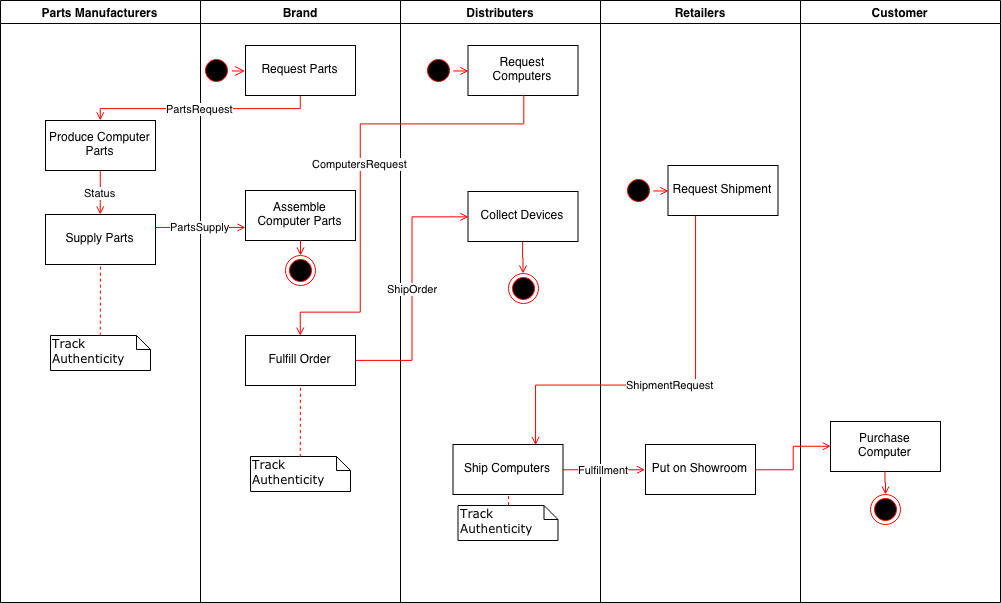 Parts Manufacturers
Brand
Distributers
Retailers
Customer
Request Parts
Request
Computers
PartsRequest
Produce Computer
Parts
ComputersRequest
Status
Request Shipment
Assemble
Computer Parts
Collect Devices
PartsSupply
Supply Parts
ShipOrder
Track
Authenticity
Fulfill Order
ShipmentRequest
Purchase
Computer
Track
Authenticity
Ship Computers
Fulfillment
Put on Showroom
Track
Authenticity